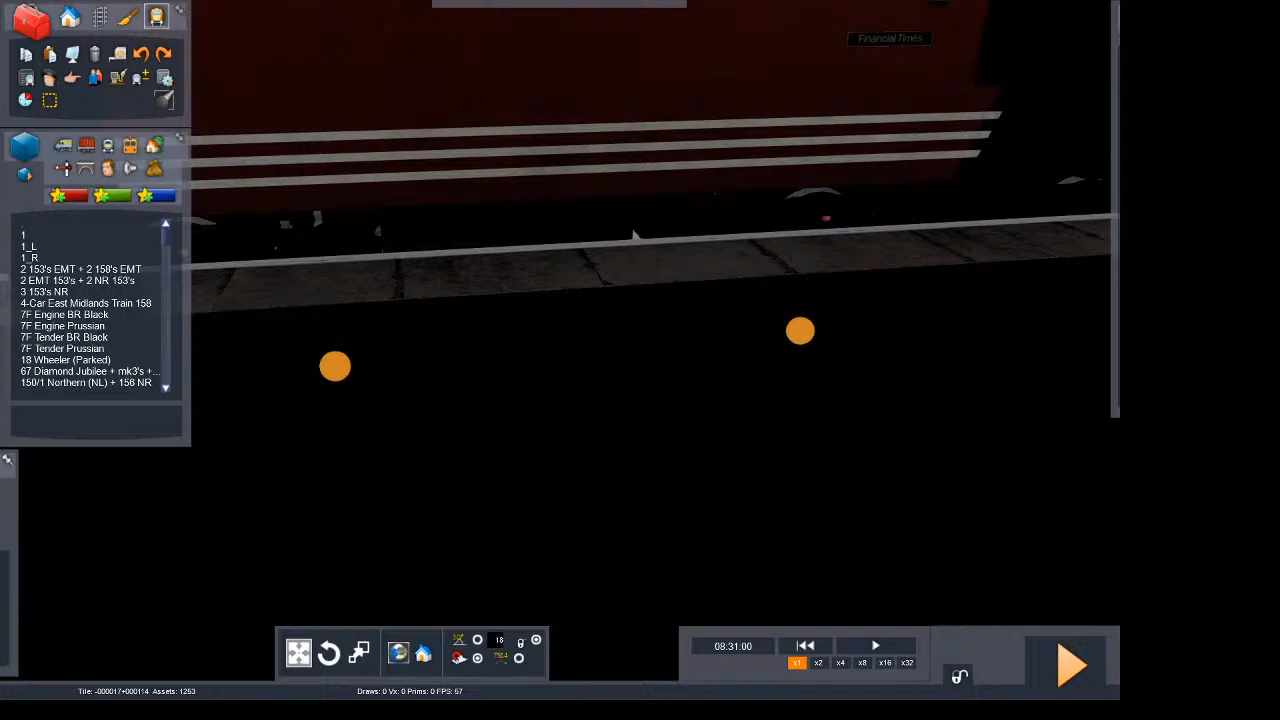 Financial Times
1
1_L
1_R
2 153's EMT + 2 158's EMT
2 EMT 153's + 2 NR 153's
3 153's NR
4-Car East Midlands Train 158
7F Engine BR Black
7F Engine Prussian
7F Tender BR Black
7F Tender Prussian
18 Wheeler (Parked)
67 Diamond Jubilee + mk3's +...
150/1 Northern (NL) + 156 NR
18
08.31:00
x1 x2 x4 x8 x16 x32
Tile: -000017+000114 Assets: 1253
Draws: 0 Vx: 0 Prims: 0 FPS: 57